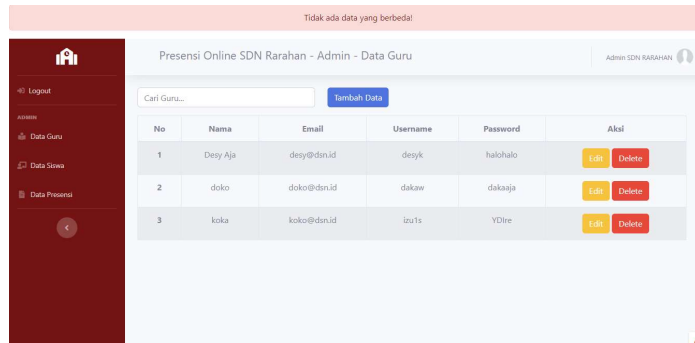 Tidak ada data yang berbeda!
Presensi Online SDN Rarahan - Admin - Data Guru
Admin SDN RARAHAN
Logout
ADMIN
Data Guru
Data Siswa
Data Presensi
Cari Guru...
Tambah Data
No Nama Email Username Password Aksi
1 Desy Aja desy@dsn.id desyk halohalo Edit Delete
2 doko doko@dsn.id dakaw dakaaja Edit Delete
3 koka koko@dsn.id izu1s YDIre Edit Delete